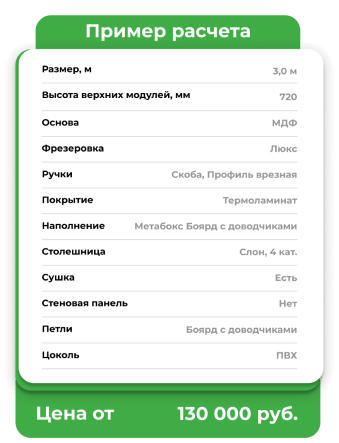 Пример расчета
Размер, м 3,0 м
Высота верхних модулей, мм 720
Основа МДФ
Фрезеровка Люкс
Ручки Скоба, Профиль врезная
Покрытие Термоламинат
Наполнение Метабокс Боярд с доводчиками
Столешница Слон, 4 кат.
Сушка Есть
Стеновая панель Нет
Петли Боярд с доводчиками
Цоколь ПВХ
Цена от 130 000 руб.